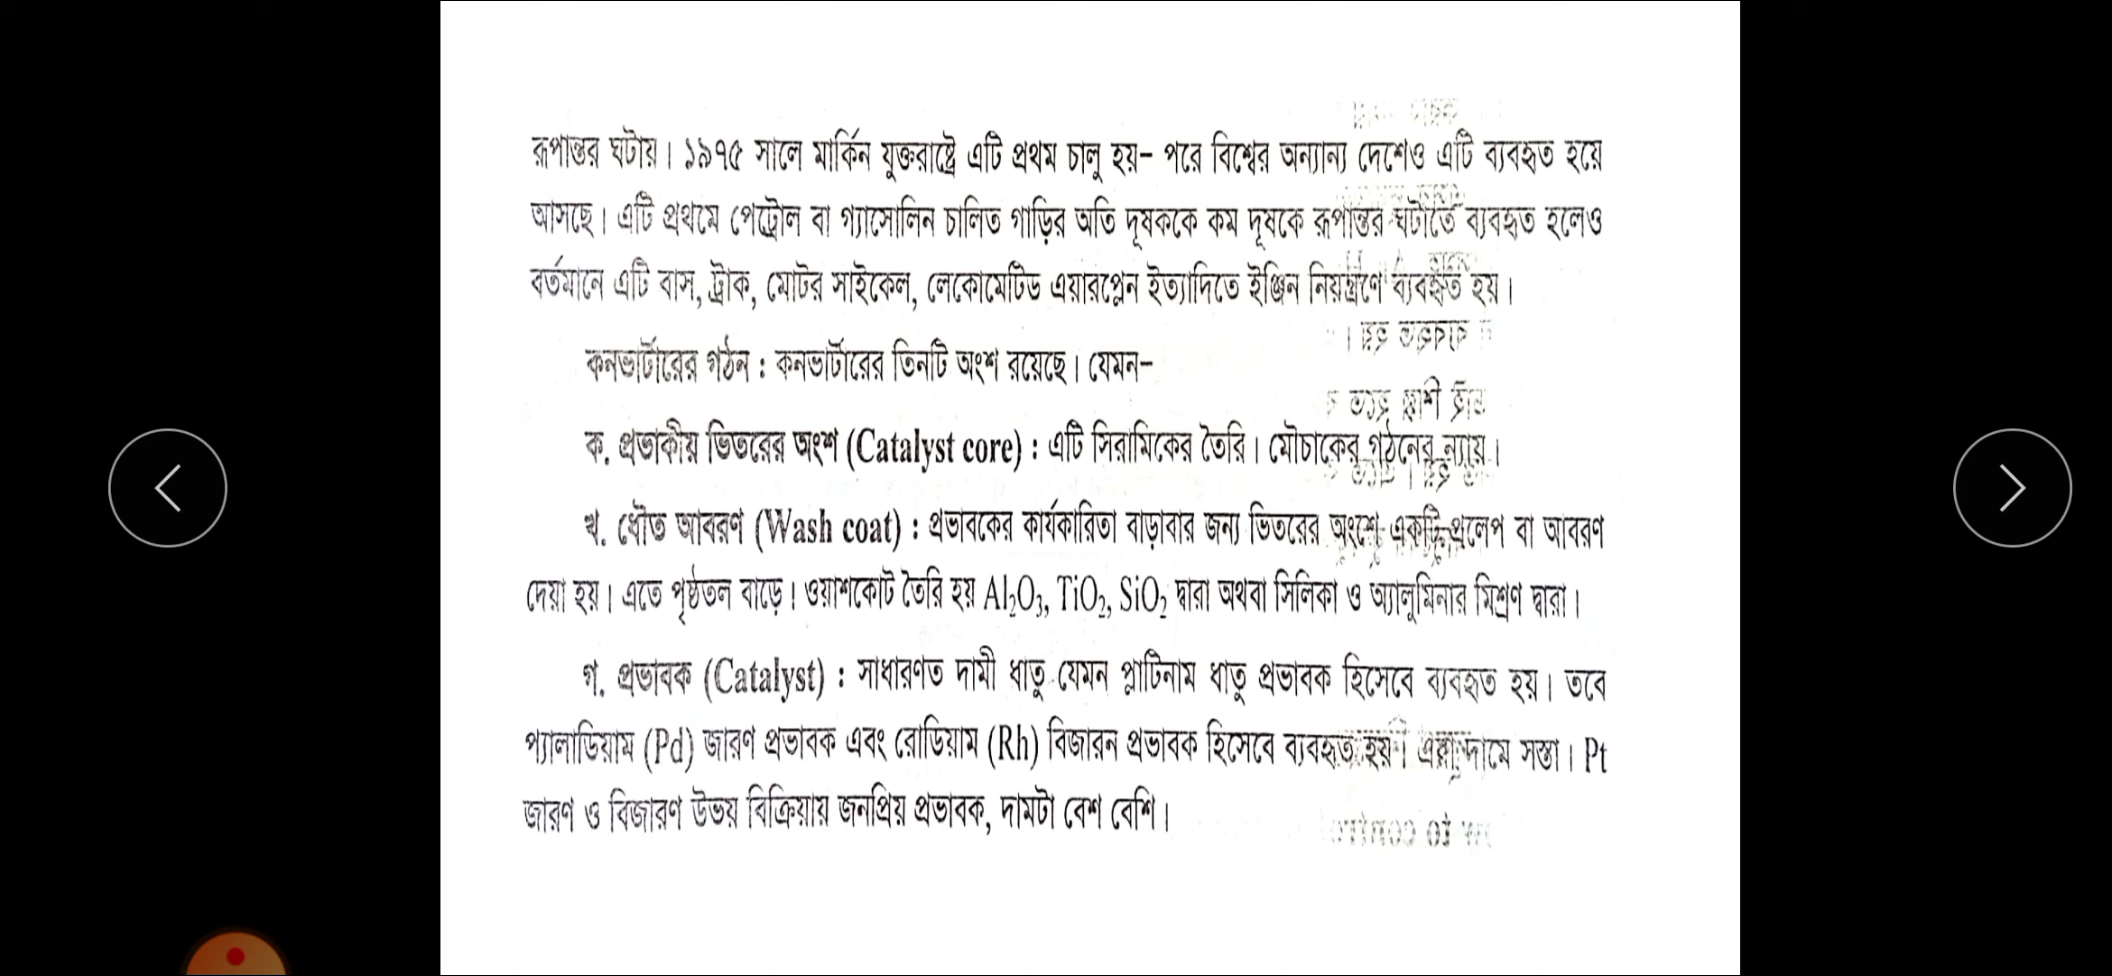 রূপান্তর ঘটায়। ১৯৭৫ সালে মার্কিন যুক্তরাষ্ট্রে এটি প্রথম চালু হয়– পরে বিশ্বের অন্যান্য দেশেও এটি ব্যবহৃত হয়ে
আসছে। এটি প্রথমে পেট্রোল বা গ্যাসোলিন চালিত গাড়ির অতি দূষককে কম দূষকে রূপান্তর ঘটাতে ব্যবহৃত হলেও
বর্তমানে এটি বাস, ট্রাক, মোটর সাইকেল, লেকোমেটিভ এয়ারপ্লেন ইত্যাদিতে ইঞ্জিন নিয়ন্ত্রণে ব্যবহৃত হয়।
কনভার্টারের গঠন : কনভার্টারের তিনটি অংশ রয়েছে। যেমন–
ক. প্রভাকীয় ভিতরের অংশ (Catalyst core) : এটি সিরামিকের তৈরি। মৌচাকের গঠনের ন্যায়।
খ. ধৌত আবরণ (Wash coat) : প্রভাবকের কার্যকারিতা বাড়াবার জন্য ভিতরের অংশে একটি প্রলেপ বা আবরণ
দেয়া হয়। এতে পৃষ্ঠতল বাড়ে। ওয়াশকোট তৈরি হয় Al₂O₃, TiO₂, SiO₂ দ্বারা অথবা সিলিকা ও অ্যালুমিনার মিশ্রণ দ্বারা।
গ. প্রভাবক (Catalyst) : সাধারণত দামী ধাতু যেমন প্লাটিনাম ধাতু প্রভাবক হিসেবে ব্যবহৃত হয়। তবে
প্যালাডিয়াম (Pd) জারণ প্রভাবক এবং রোডিয়াম (Rh) বিজারন প্রভাবক হিসেবে ব্যবহৃত হয়। এরা দামে সস্তা। Pt
জারণ ও বিজারণ উভয় বিক্রিয়ায় জনপ্রিয় প্রভাবক, দামটা বেশ বেশি।